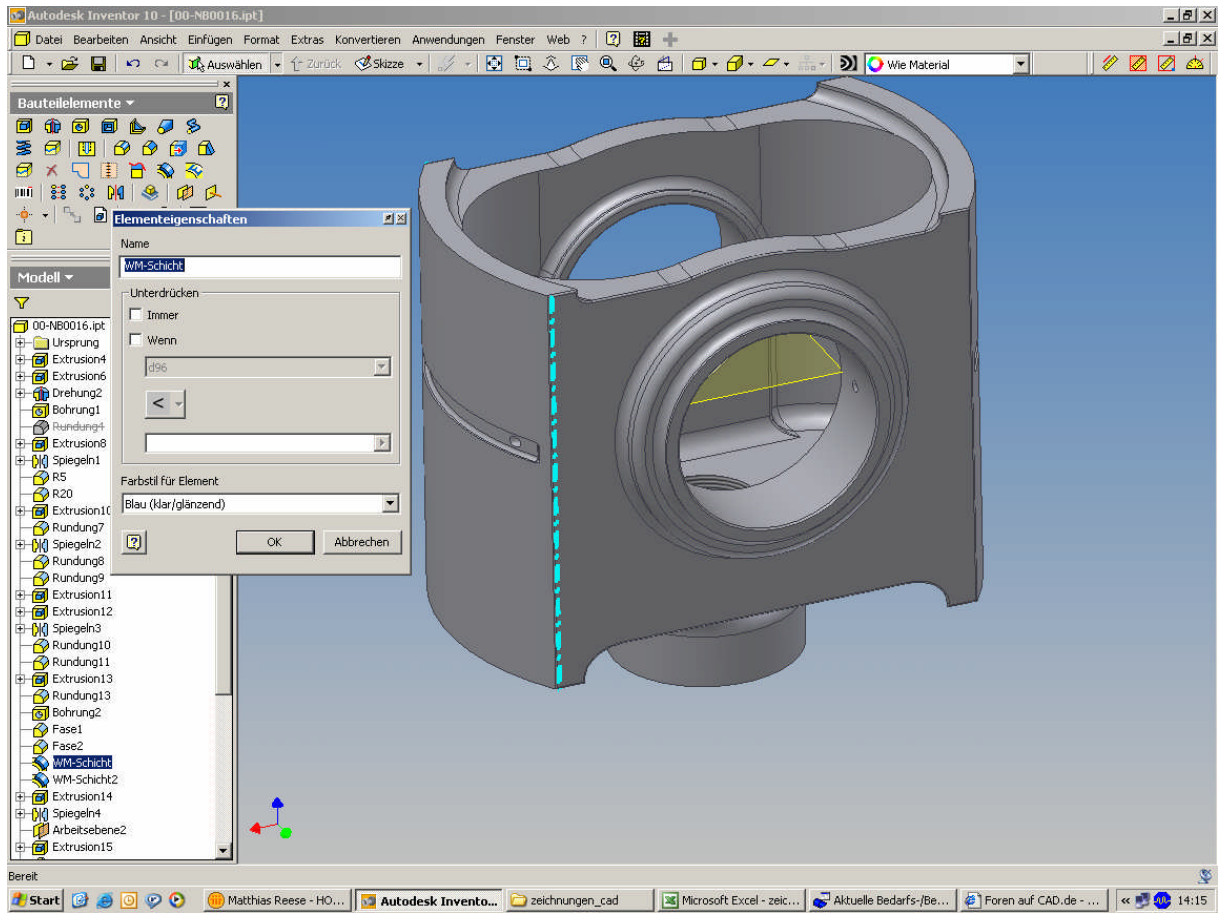 Autodesk Inventor 10 - [00-NB0016.ipt]
Datei Bearbeiten Ansicht Einfügen Format Extras Konvertieren Anwendungen Fenster Web ?
Auswählen Zurück Skizze Wie Material
Bauteilelemente
Elementeigenschaften
Name
WM-Schicht
Unterdrücken
Immer
Wenn
d96
<
Farbstil für Element
Blau (klar/glänzend)
OK Abbrechen
Modell
00-NB0016.ipt
Ursprung
Extrusion4
Extrusion6
Drehung2
Bohrung1
Rundung4
Extrusion8
Spiegeln1
R5
R20
Extrusion10
Rundung7
Spiegeln2
Rundung8
Rundung9
Extrusion11
Extrusion12
Spiegeln3
Rundung10
Rundung11
Extrusion13
Rundung13
Bohrung2
Fase1
Fase2
WM-Schicht
WM-Schicht2
Extrusion14
Spiegeln4
Arbeitsebene2
Extrusion15
Bereit
Start Matthias Reese - HO... Autodesk Invento... zeichnungen_cad Microsoft Excel - zeic... Aktuelle Bedarfs-/Be... Foren auf CAD.de - ... « 14:15